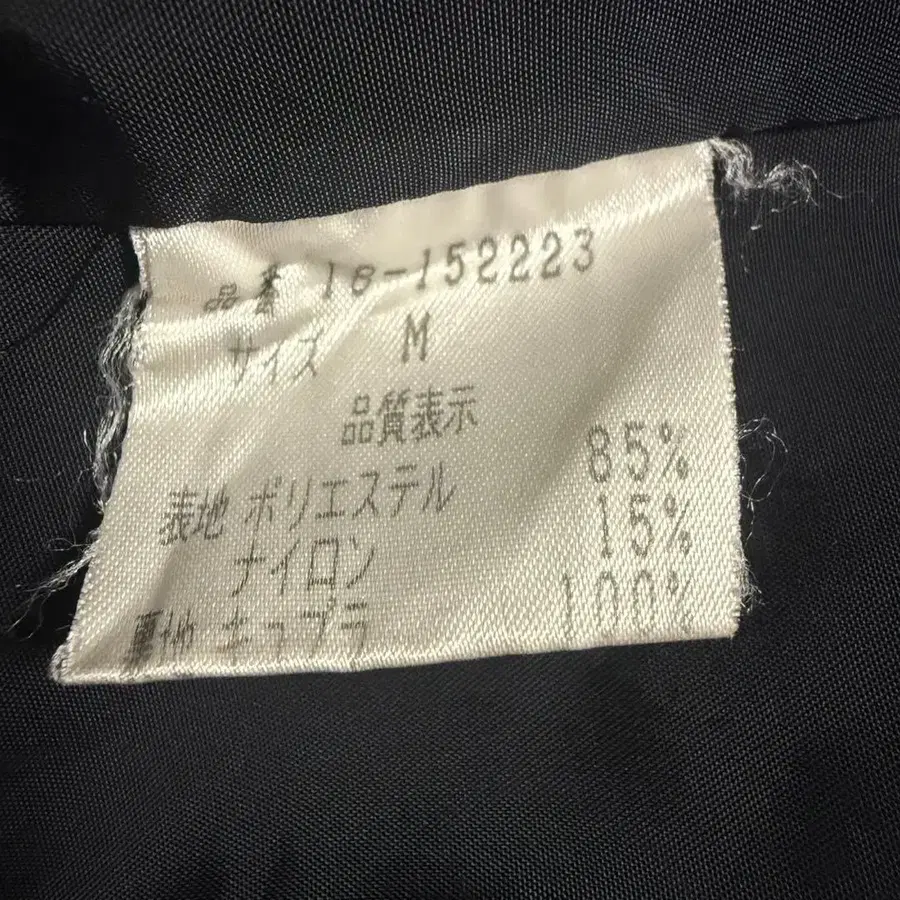 品番 18-152223
サイズ M
品質表示
表地 ポリエステル 85%
ナイロン 15%
裏地 キュプラ 100%